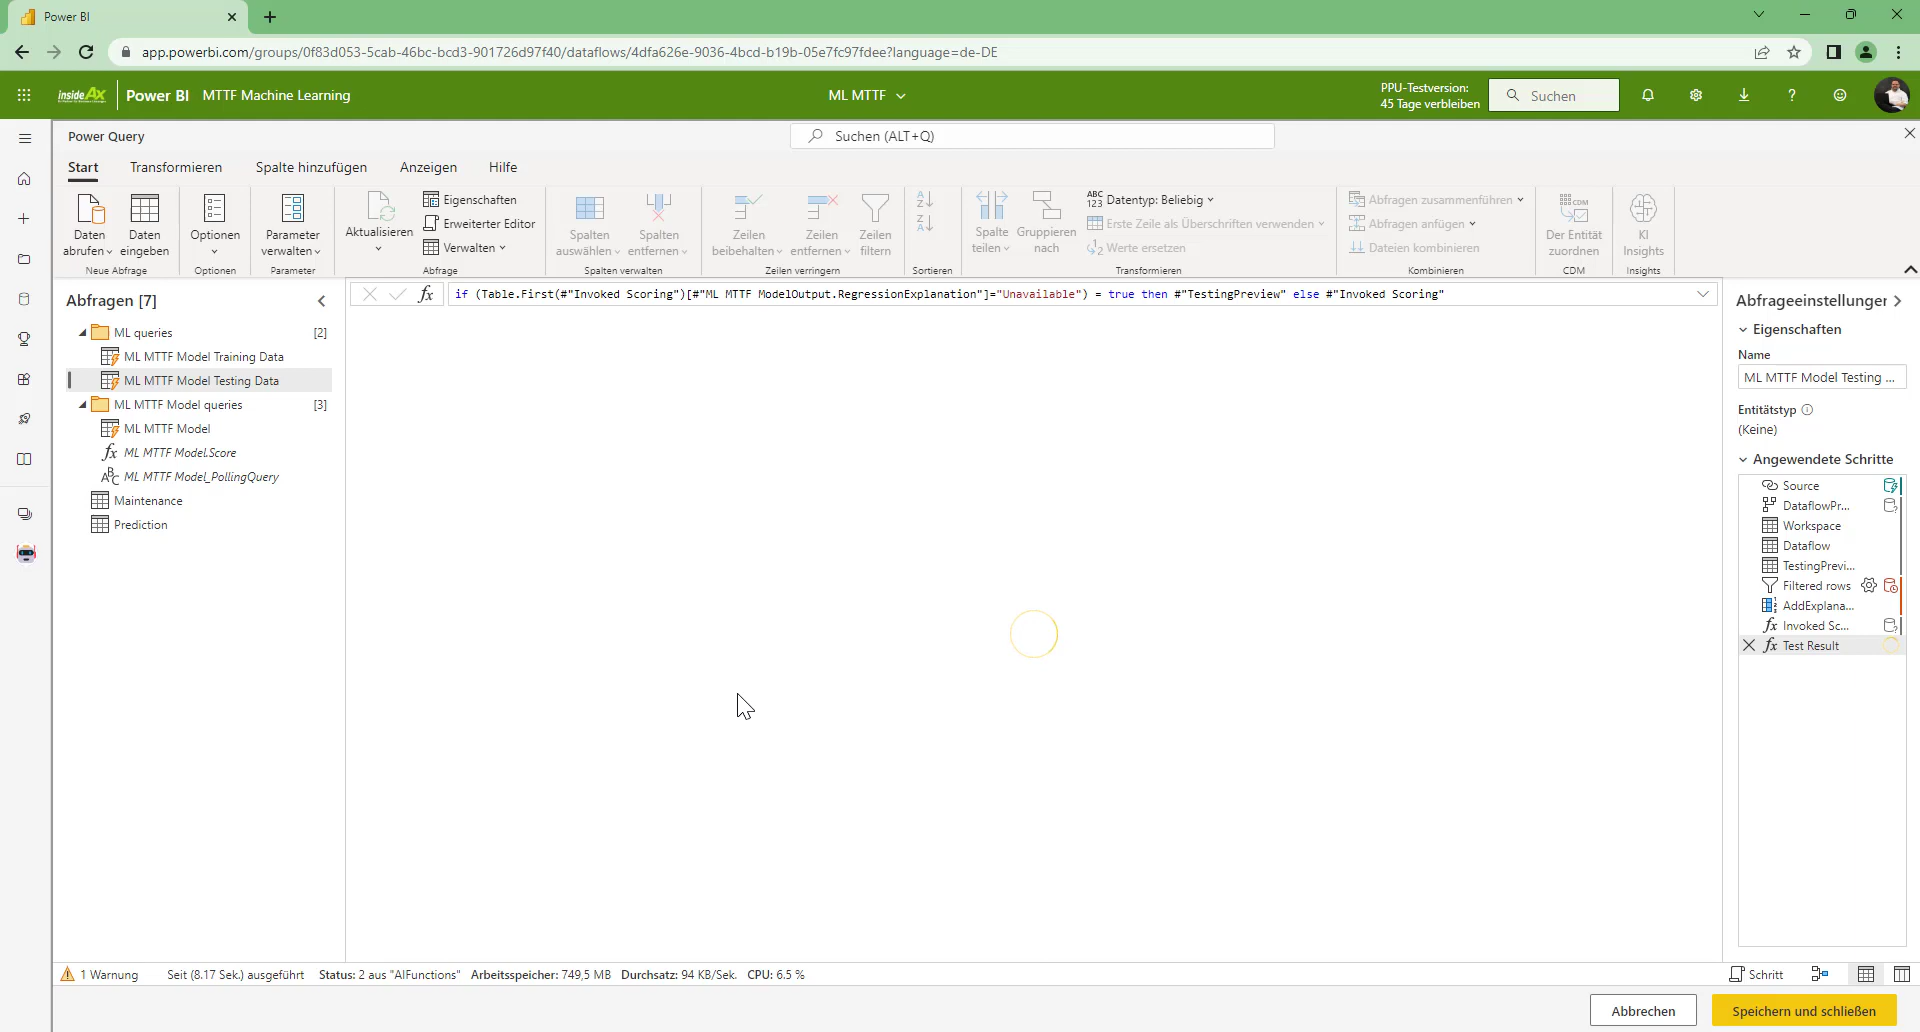 Power BI
app.powerbi.com/groups/0f83d053-5cab-46bc-bcd3-901726d97f40/dataflows/4dfa626e-9036-4bcd-b19b-05e7fc97fdee?language=de-DE
insideAx
Power BI MTTF Machine Learning
ML MTTF
PPU-Testversion:
45 Tage verbleiben
Suchen
Power Query
Suchen (ALT+Q)
Start Transformieren Spalte hinzufügen Anzeigen Hilfe
Daten abrufen
Daten eingeben
Neue Abfrage
Optionen
Optionen
Parameter verwalten
Parameter
Aktualisieren
Eigenschaften
Erweiterter Editor
Verwalten
Abfrage
Spalten auswählen
Spalten entfernen
Spalten verwalten
Zeilen beibehalten
Zeilen entfernen
Zeilen filtern
Zeilen verringern
Sortieren
Spalte teilen
Gruppieren nach
Datentyp: Beliebig
Erste Zeile als Überschriften verwenden
Werte ersetzen
Transformieren
Abfragen zusammenführen
Abfragen anfügen
Dateien kombinieren
Kombinieren
CDM
Der Entität zuordnen
CDM
KI Insights
Insights
Abfragen [7]
ML queries [2]
ML MTTF Model Training Data
ML MTTF Model Testing Data
ML MTTF Model queries [3]
ML MTTF Model
fx ML MTTF Model.Score
ABC ML MTTF Model_PollingQuery
Maintenance
Prediction
fx if (Table.First(#"Invoked Scoring")[#"ML MTTF ModelOutput.RegressionExplanation"]="Unavailable") = true then #"TestingPreview" else #"Invoked Scoring"
Abfrageeinstellunger
Eigenschaften
Name
ML MTTF Model Testing ...
Entitätstyp
(Keine)
Angewendete Schritte
Source
DataflowPr...
Workspace
Dataflow
TestingPrevi...
Filtered rows
AddExplana...
fx Invoked Sc...
fx Test Result
1 Warnung Seit (8.17 Sek.) ausgeführt Status: 2 aus "AIFunctions" Arbeitsspeicher: 749,5 MB Durchsatz: 94 KB/Sek. CPU: 6.5 %
Schritt
Abbrechen
Speichern und schließen